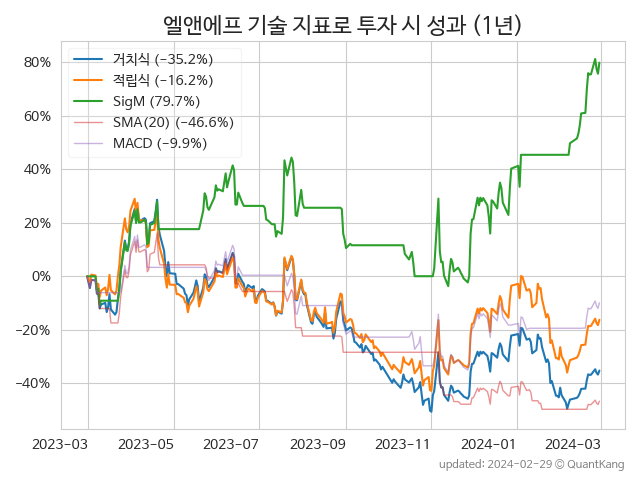 엘앤에프 기술 지표로 투자 시 성과 (1년)
80%
60%
40%
20%
0%
−20%
−40%
거치식 (−35.2%)
적립식 (−16.2%)
SigM (79.7%)
SMA(20) (−46.6%)
MACD (−9.9%)
2023-03 2023-05 2023-07 2023-09 2023-11 2024-01 2024-03
updated: 2024-02-29 © QuantKang